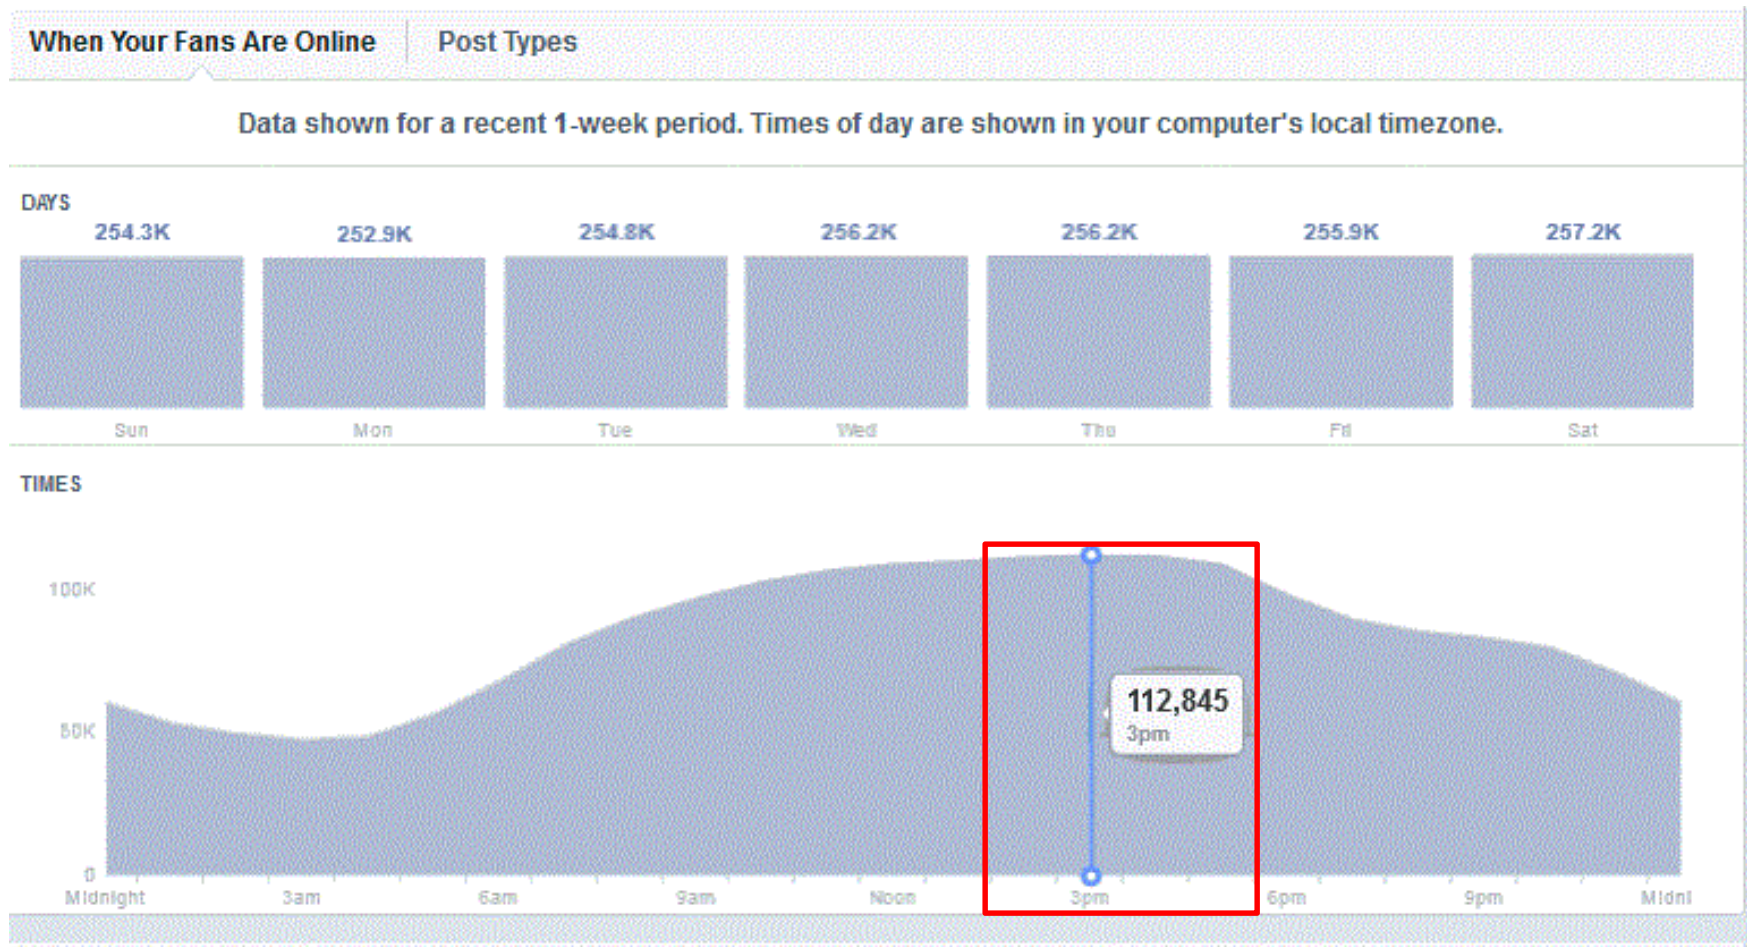 When Your Fans Are Online Post Types
Data shown for a recent 1-week period. Times of day are shown in your computer's local timezone.
DAYS
254.3K 252.9K 254.8K 256.2K 256.2K 255.9K 257.2K
Sun Mon Tue Wed Thu Fri Sat
TIMES
100K
112,845
50K
3pm
0
Midnight 3am 6am 9am Noon 3pm 6pm 9pm Midni